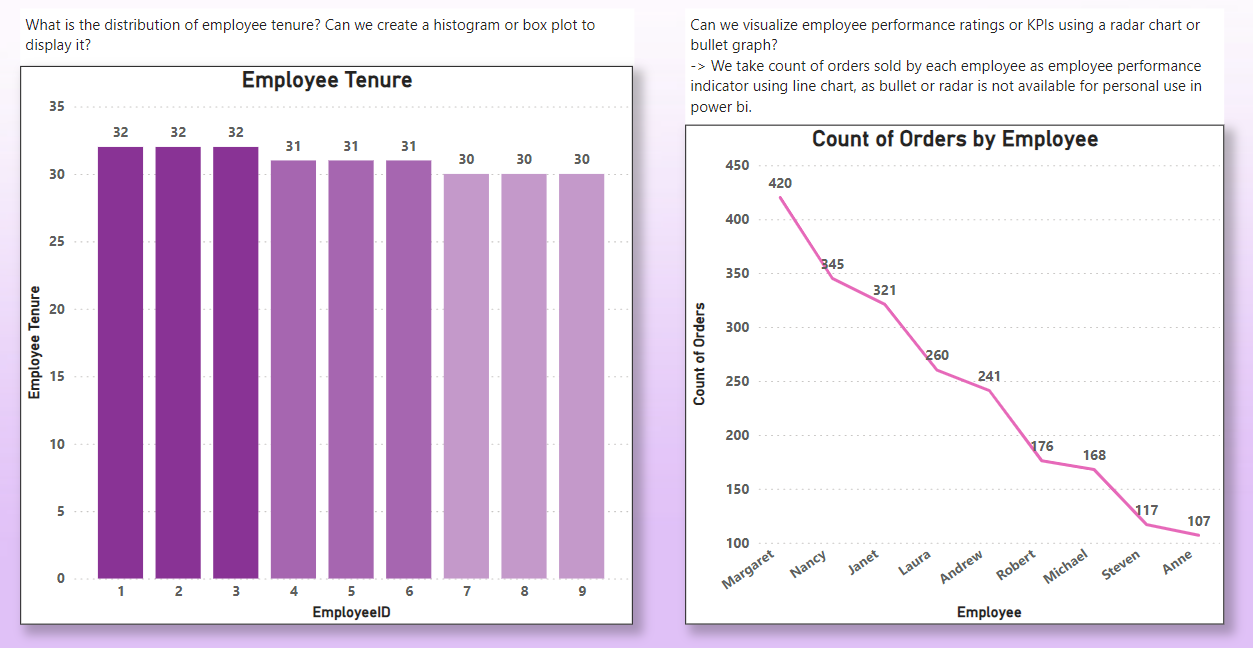 What is the distribution of employee tenure? Can we create a histogram or box plot to
display it?
Employee Tenure
35
30
25
20
15
10
5
0
Employee Tenure
32 32 32 31 31 31 30 30 30
1 2 3 4 5 6 7 8 9
EmployeeID
Can we visualize employee performance ratings or KPIs using a radar chart or
bullet graph?
-> We take count of orders sold by each employee as employee performance
indicator using line chart, as bullet or radar is not available for personal use in
power bi.
Count of Orders by Employee
450
400
350
300
250
200
150
100
Count of Orders
420
345
321
260
241
176
168
117
107
Margaret Nancy Janet Laura Andrew Robert Michael Steven Anne
Employee